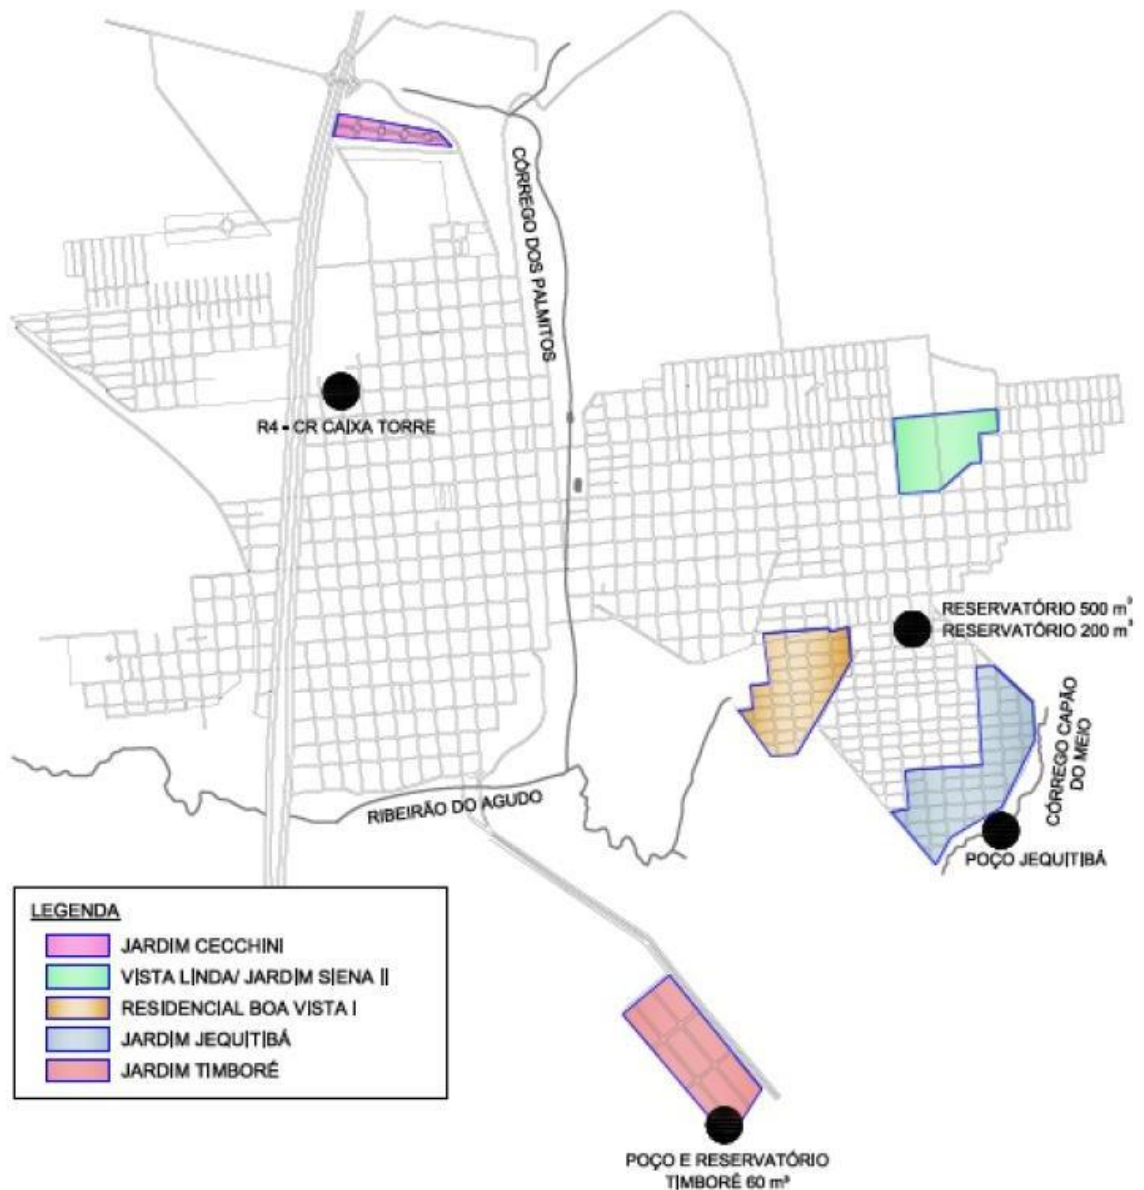 CÓRREGO DOS PALMITOS
R4 - CR CAIXA TORRE
RESERVATÓRIO 500 m³
RESERVATÓRIO 200 m³
CÓRREGO CAPÃO
DO MEIO
RIBEIRÃO DO AGUDO
POÇO JEQUITIBÁ
LEGENDA
JARDIM CECCHINI
VISTA LINDA/ JARDIM SIENA II
RESIDENCIAL BOA VISTA I
JARDIM JEQUITIBÁ
JARDIM TIMBORÉ
POÇO E RESERVATÓRIO
TIMBORÉ 60 m³